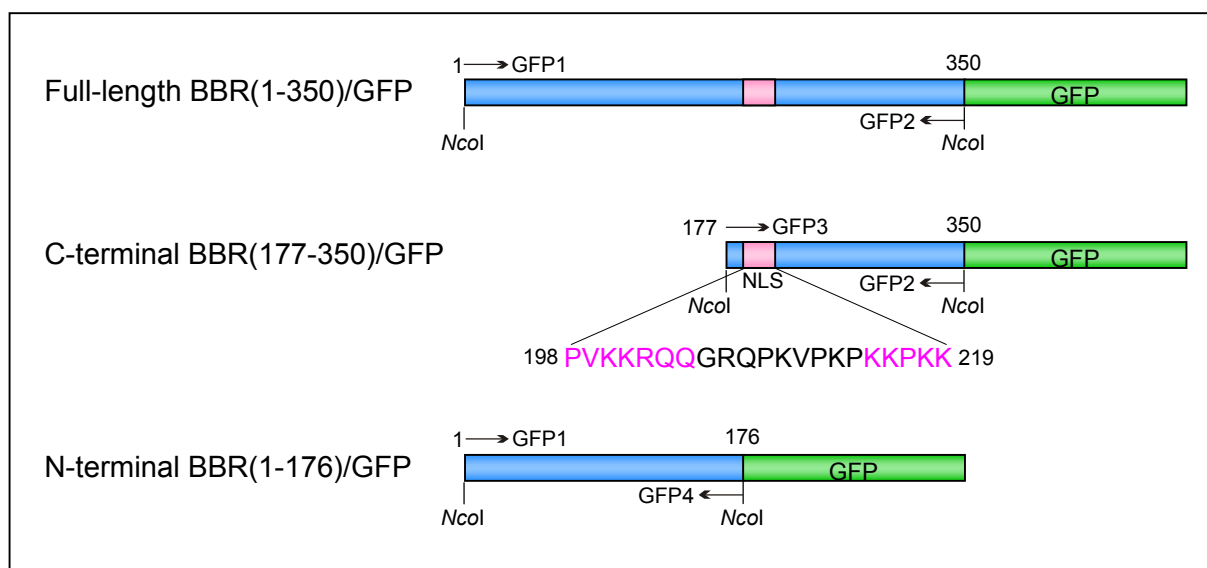 1 GFP1 350
Full-length BBR(1-350)/GFP GFP
GFP2
NcoI NcoI
177 GFP3 350
C-terminal BBR(177-350)/GFP GFP
NLS GFP2
NcoI NcoI
198 PVKKRQQGRQPKVPKPKKPKK 219
1 GFP1 176
N-terminal BBR(1-176)/GFP GFP
GFP4
NcoI NcoI